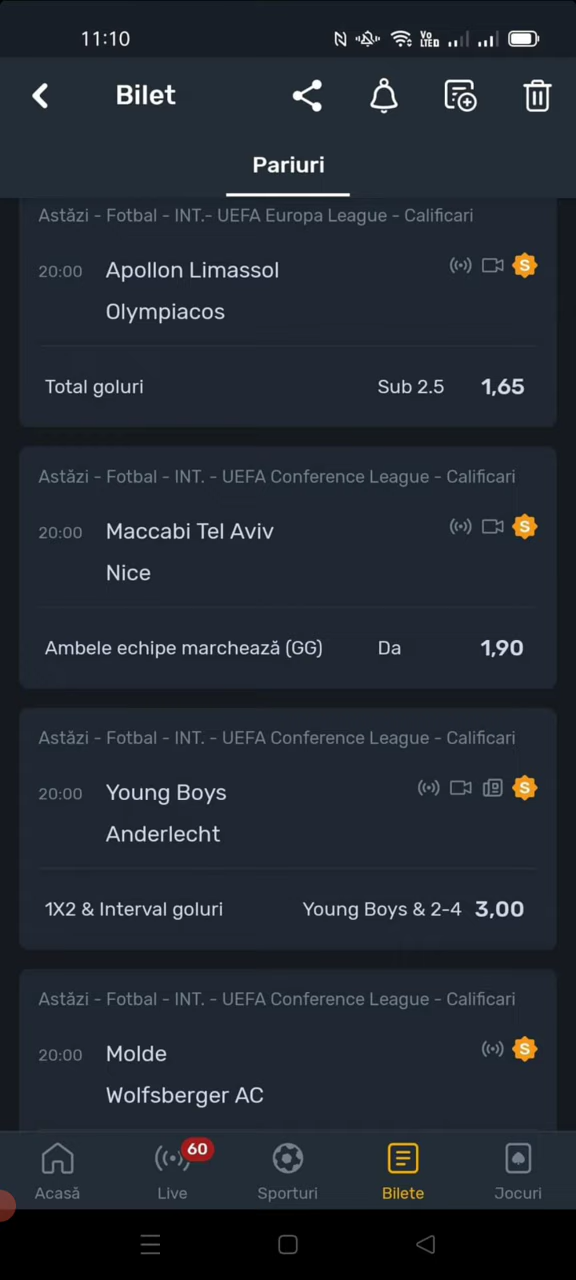 11:10
Vo
LTED
Bilet
Pariuri
Astăzi - Fotbal - INT.- UEFA Europa League - Calificari
20:00 Apollon Limassol S
Olympiacos
Total goluri Sub 2.5 1,65
Astăzi - Fotbal - INT. - UEFA Conference League - Calificari
20:00 Maccabi Tel Aviv S
Nice
Ambele echipe marchează (GG) Da 1,90
Astăzi - Fotbal - INT. - UEFA Conference League - Calificari
20:00 Young Boys S
Anderlecht
1X2 & Interval goluri Young Boys & 2-4 3,00
Astăzi - Fotbal - INT. - UEFA Conference League - Calificari
20:00 Molde S
Wolfsberger AC
60
Acasă Live Sporturi Bilete Jocuri